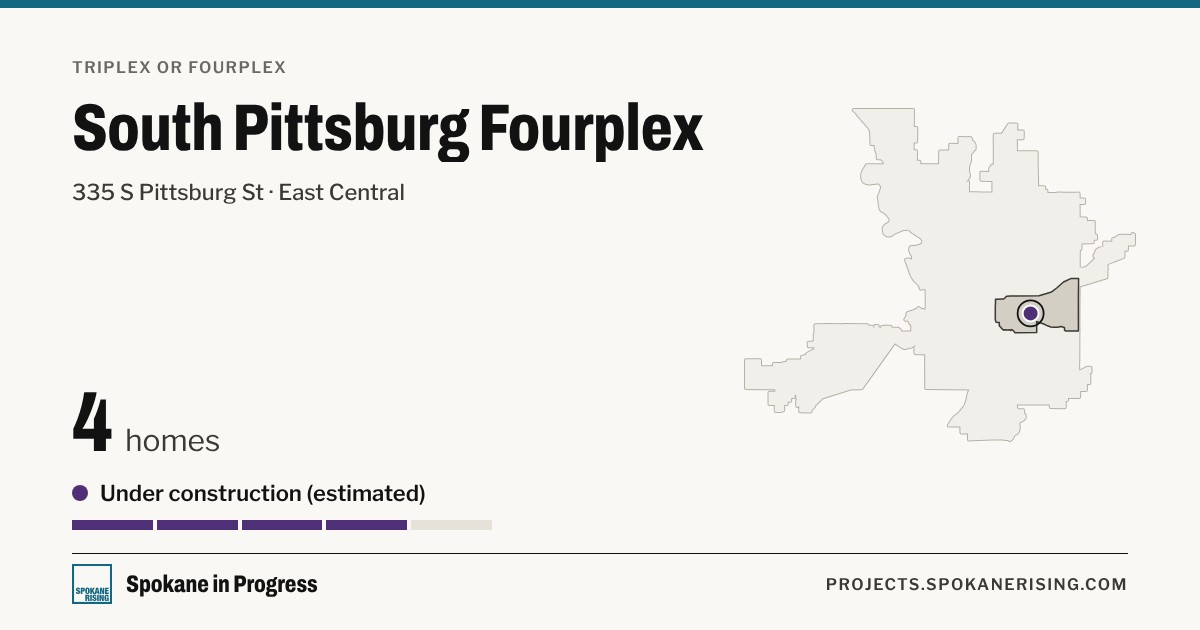 TRIPLEX OR FOURPLEX
South Pittsburg Fourplex
335 S Pittsburg St · East Central
4 homes
Under construction (estimated)
SPOKANE
RISING
Spokane in Progress
PROJECTS.SPOKANERISING.COM